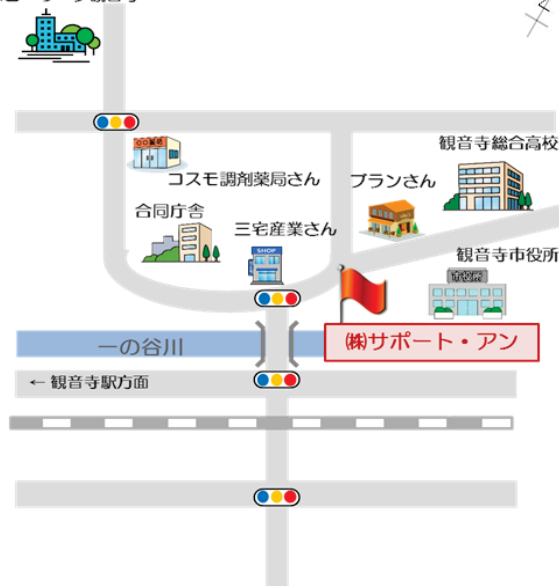 観音寺総合高校
コスモ調剤薬局さん
プランさん
合同庁舎
三宅産業さん
SHOP
観音寺市役所
市役所
一の谷川
㈱サポート・アン
← 観音寺駅方面